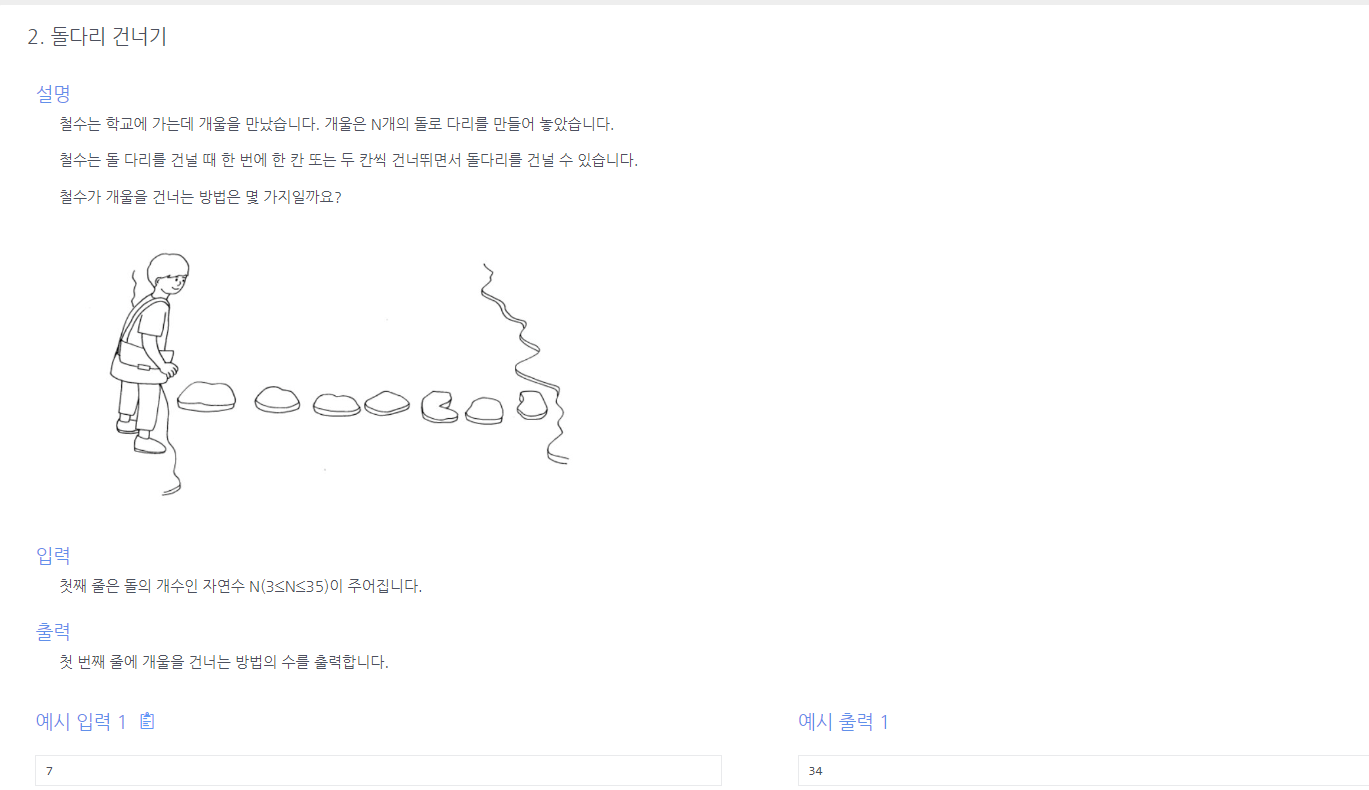 2. 돌다리 건너기
설명
철수는 학교에 가는데 개울을 만났습니다. 개울은 N개의 돌로 다리를 만들어 놓았습니다.
철수는 돌 다리를 건널 때 한 번에 한 칸 또는 두 칸씩 건너뛰면서 돌다리를 건널 수 있습니다.
철수가 개울을 건너는 방법은 몇 가지일까요?
입력
첫째 줄은 돌의 개수인 자연수 N(3≤N≤35)이 주어집니다.
출력
첫 번째 줄에 개울을 건너는 방법의 수를 출력합니다.
예시 입력 1
예시 출력 1
7
34